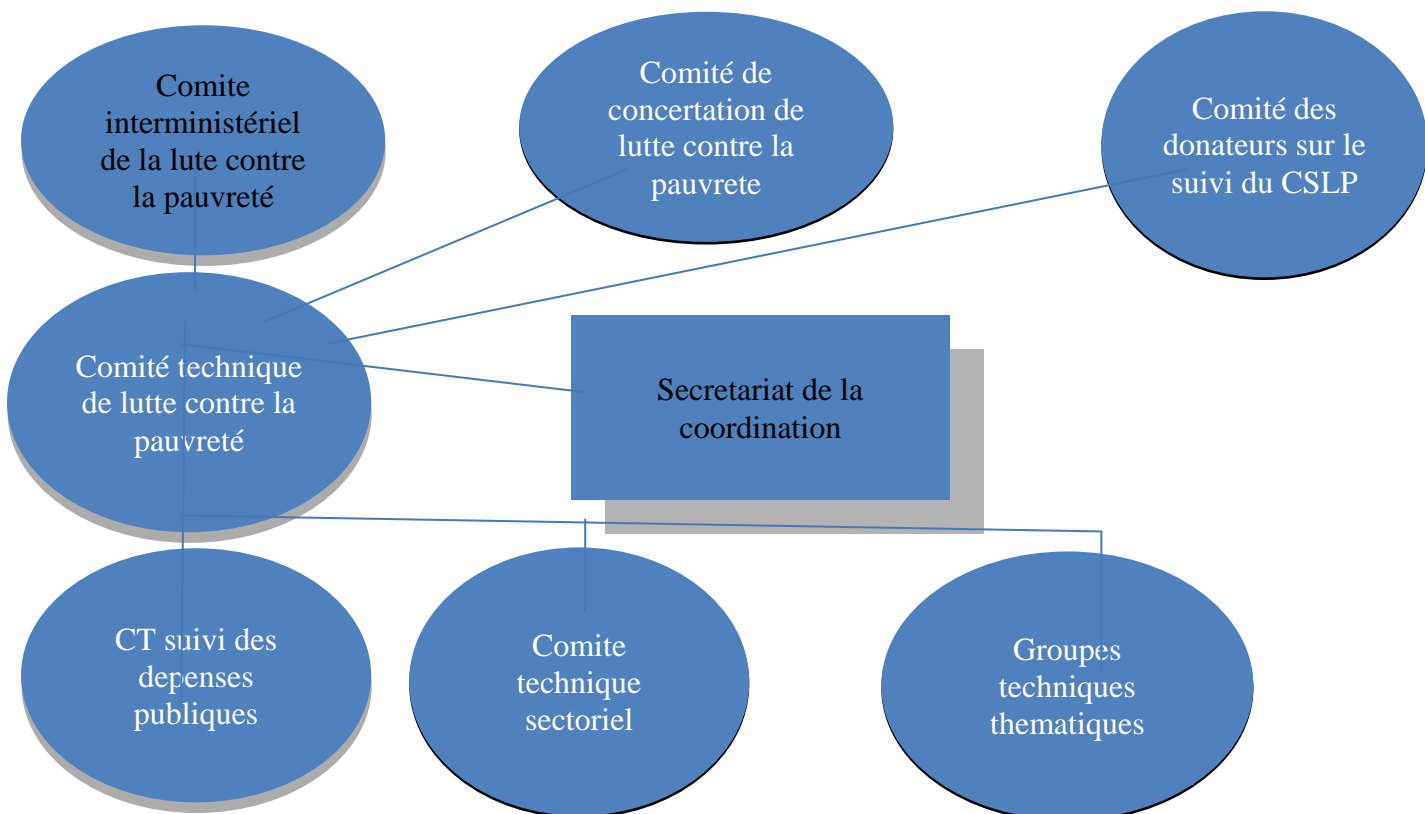 Comite
interministériel
de la lute contre
la pauvreté
Comité de
concertation de
lutte contre la
pauvrete
Comité des
donateurs sur le
suivi du CSLP
Comité technique
de lutte contre la
pauvreté
Secretariat de la
coordination
CT suivi des
depenses
publiques
Comite
technique
sectoriel
Groupes
techniques
thematiques